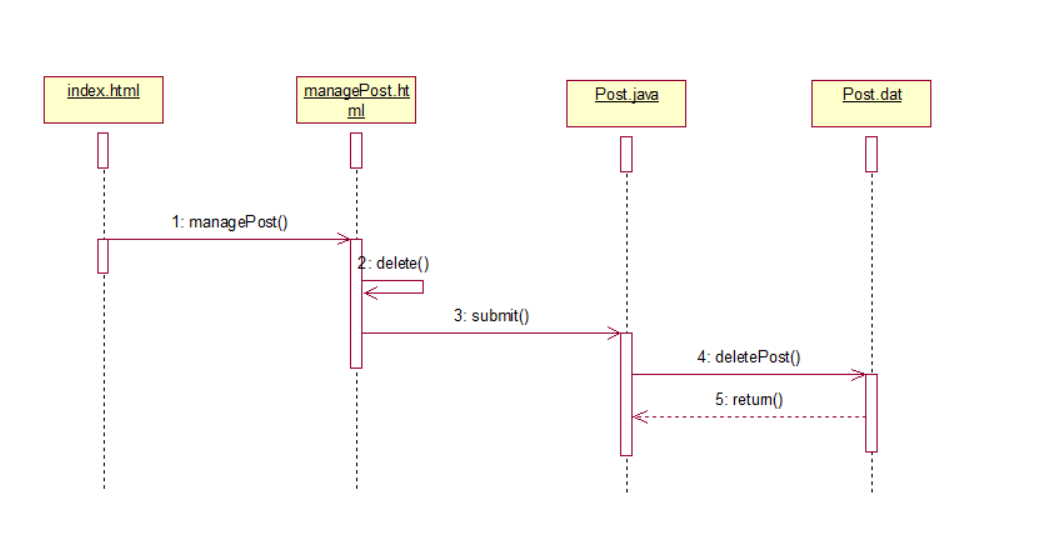 index.html
managePost.ht
ml
Post.java
Post.dat
1: managePost()
2: delete()
3: submit()
4: deletePost()
5: return()